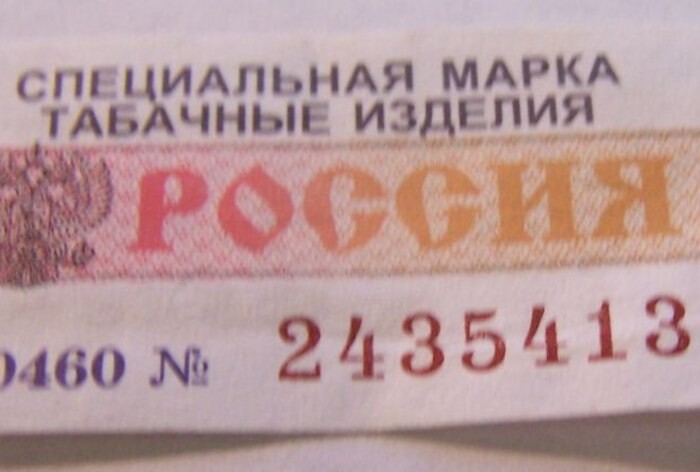 СПЕЦИАЛЬНАЯ МАРКА
ТАБАЧНЫЕ ИЗДЕЛИЯ
РОССИЯ
0460 № 2435413